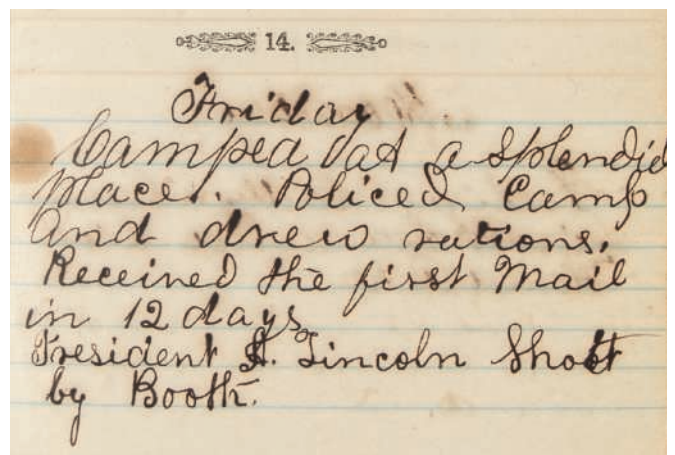 14.
Friday
Camped at a splendid
place. Policed Camp
and drew rations.
Received the first Mail
in 12 days
President A. Lincoln Shot
by Booth.